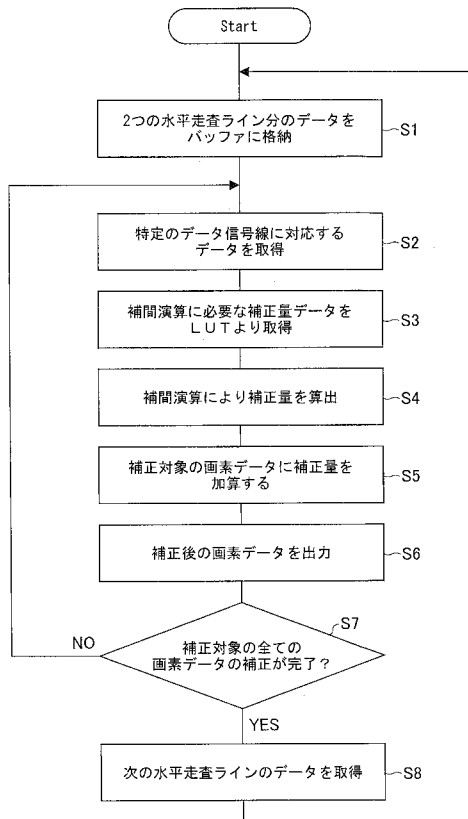 Start
2つの水平走査ライン分のデータを
バッファに格納
S1
特定のデータ信号線に対応する
データを取得
S2
補間演算に必要な補正量データを
LUTより取得
S3
補間演算により補正量を算出
S4
補正対象の画素データに補正量を
加算する
S5
補正後の画素データを出力
S6
S7
補正対象の全ての
画素データの補正が完了？
NO
YES
次の水平走査ラインのデータを取得
S8